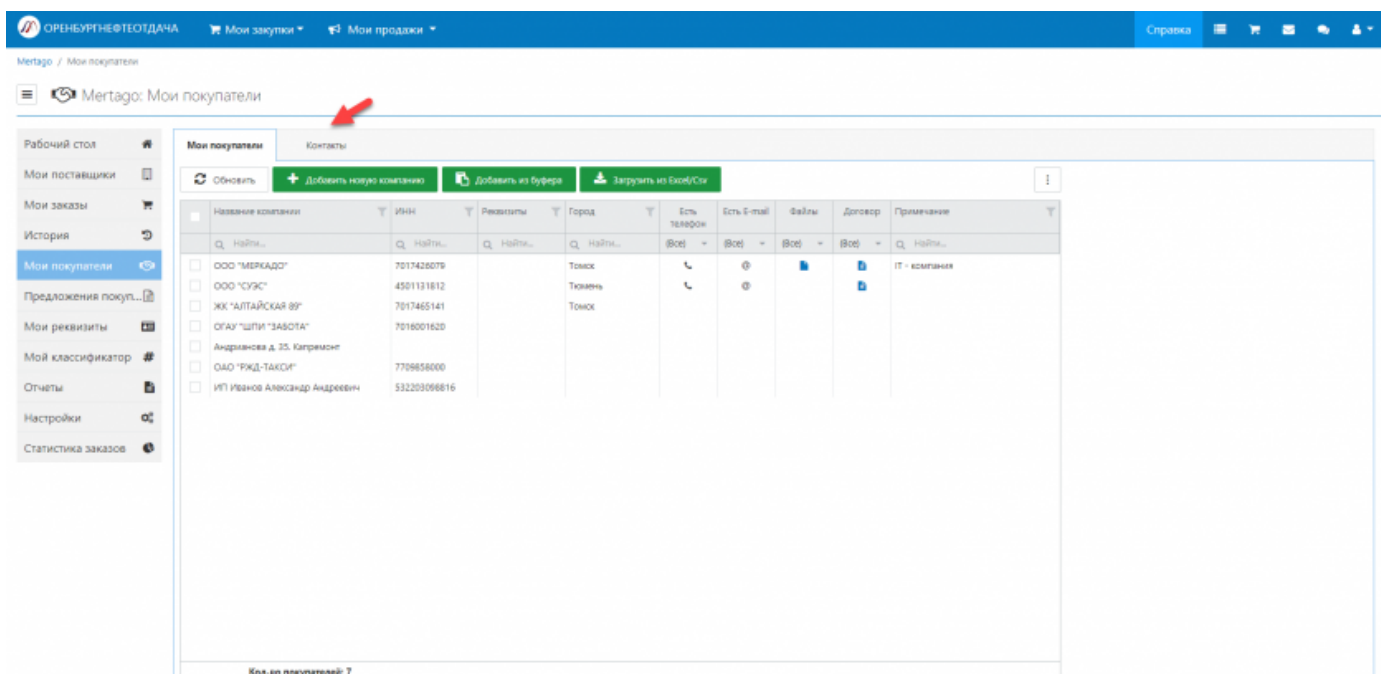 ОРЕНБУРГНЕФТЕОТДАЧА Мои закупки Мои продажи Справка
Mertago / Мои покупатели
Mertago: Мои покупатели
Рабочий стол
Мои поставщики
Мои заказы
История
Мои покупатели
Предложения покуп...
Мои реквизиты
Мой классификатор
Отчеты
Настройки
Статистика заказов
Мои покупатели Контакты
Обновить Добавить новую компанию Добавить из буфера Загрузить из Excel/Csv
Название компании ИНН Реквизиты Город Есть телефон Есть E-mail Файлы Договор Примечание
Найти... Найти... Найти... Найти... (Все) (Все) (Все) (Все) Найти...
ООО "МЕРКАДО" 7017426079 Томск @ IT - компания
ООО "СУЭС" 4501131812 Тюмень @
ЖК "АЛТАЙСКАЯ 89" 7017465141 Томск
ОГАУ "ШПИ "ЗАБОТА" 7016001620
Андрианова д. 35. Капремонт
ОАО "РЖД-ТАКСИ" 7709858000
ИП Иванов Александр Андреевич 532203098816
Кол-во покупателей: 7